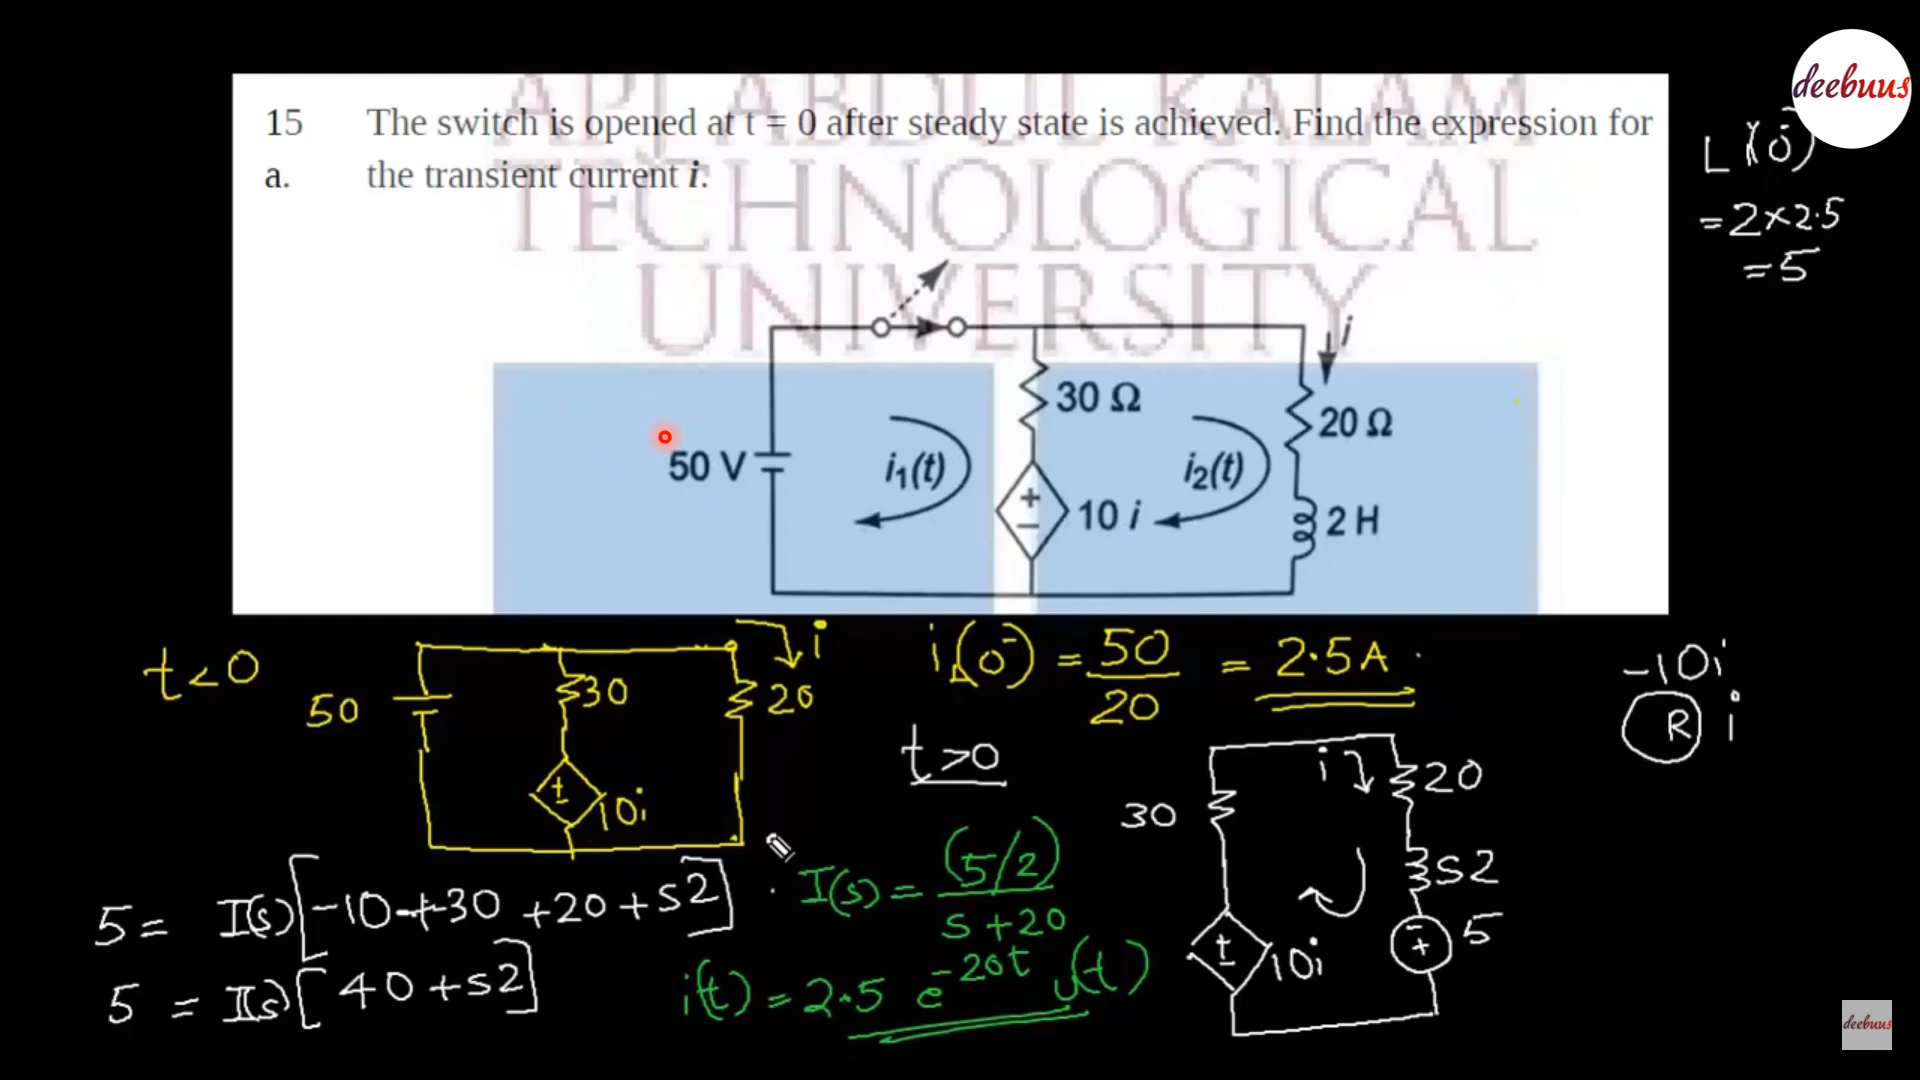 deebuus
APJ ABDUL KALAM
TECHNOLOGICAL
UNIVERSITY
15 The switch is opened at t = 0 after steady state is achieved. Find the expression for
a. the transient current i.
L i(0⁻)
= 2×2.5
= 5
i
30 Ω
20 Ω
50 V
i₁(t)
i₂(t)
+
−
10 i
2 H
t<0
50
30
i
20
±
10i
i(0⁻) = 50/20 = 2.5A
-10i
R i
t>0
30
i
20
s2
5
- +
±
10i
5 = I(s)[-10+30+20+s2]
5 = I(s)[40+s2]
I(s) = (5/2)/s+20
i(t) = 2.5 e^-20t u(t)
deebuus